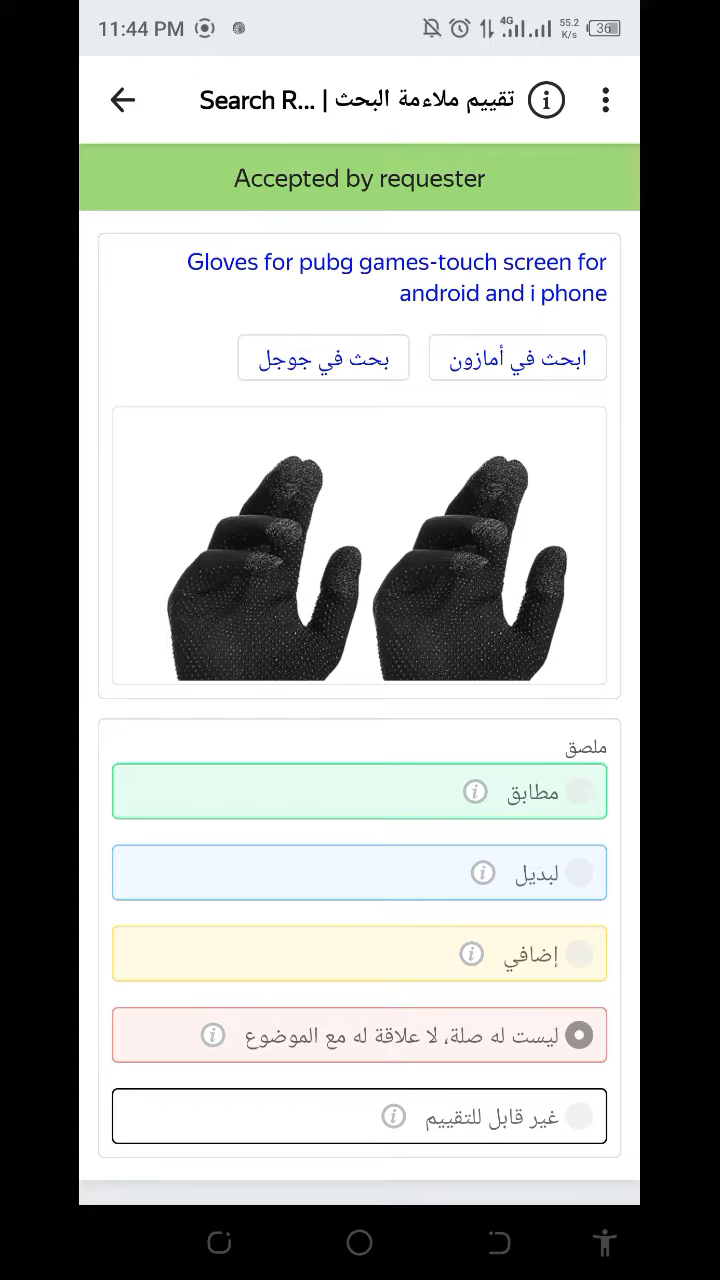 11:44 PM
4G
55.2 K/s
36
Search R... | تقييم ملاءمة البحث
Accepted by requester
Gloves for pubg games-touch screen for
android and i phone
ابحث في أمازون
بحث في جوجل
ملصق
مطابق
لبديل
إضافي
ليست له صلة، لا علاقة له مع الموضوع
غير قابل للتقييم